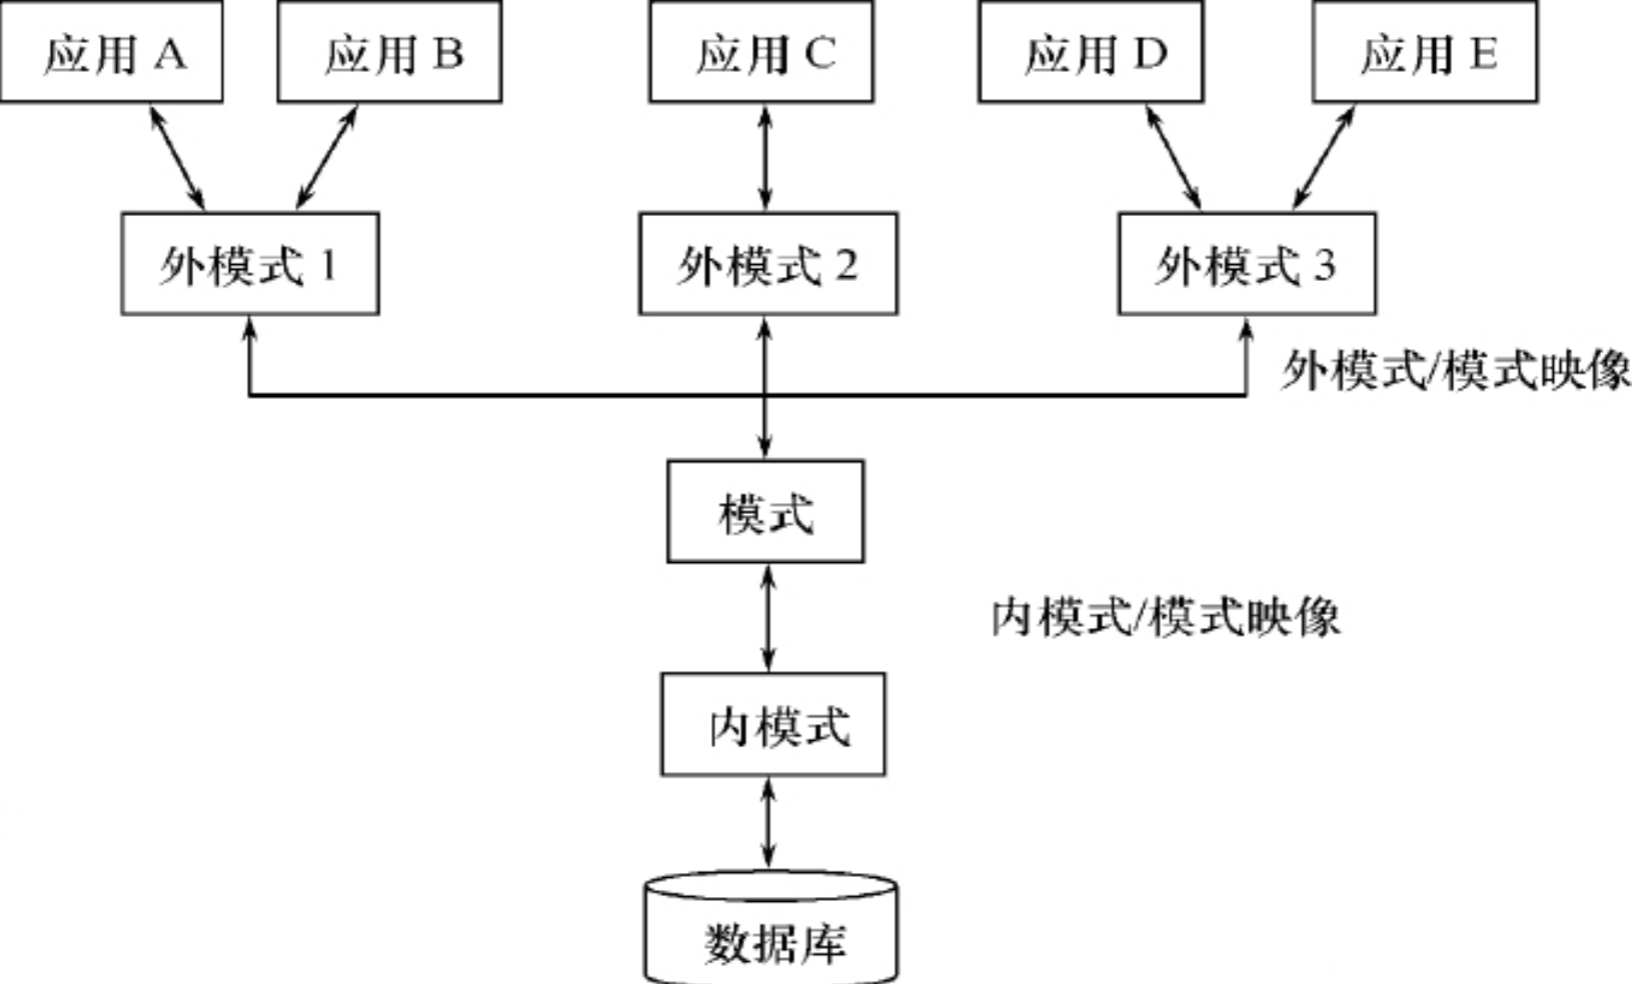 应用 A
应用 B
应用 C
应用 D
应用 E
外模式 1
外模式 2
外模式 3
外模式/模式映像
模式
内模式/模式映像
内模式
数据库